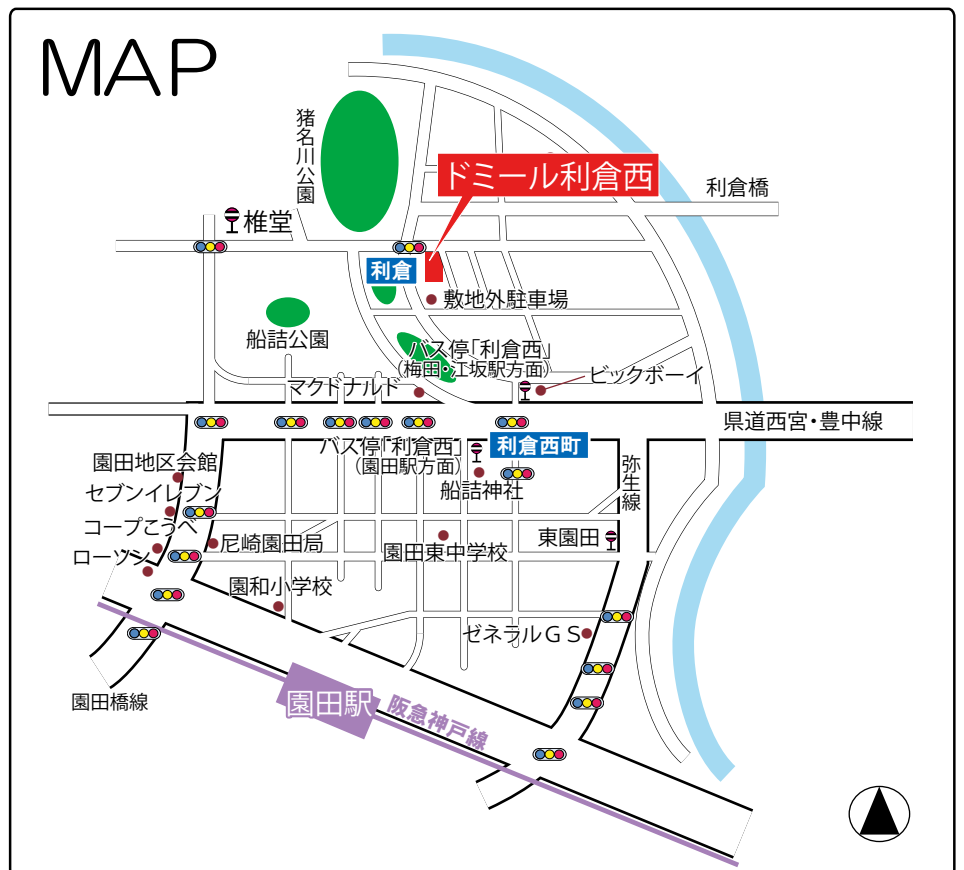 MAP
猪名川公園
ドミール利倉西
利倉橋
椎堂
利倉
敷地外駐車場
船詰公園
バス停「利倉西」
(梅田・江坂駅方面)
マクドナルド
ビックボーイ
県道西宮・豊中線
バス停「利倉西」
(園田駅方面)
利倉西町
園田地区会館
船詰神社
弥生線
セブンイレブン
コープこうべ
尼崎園田局
園田東中学校
東園田
ローソン
園和小学校
ゼネラルGS
園田橋線
園田駅
阪急神戸線